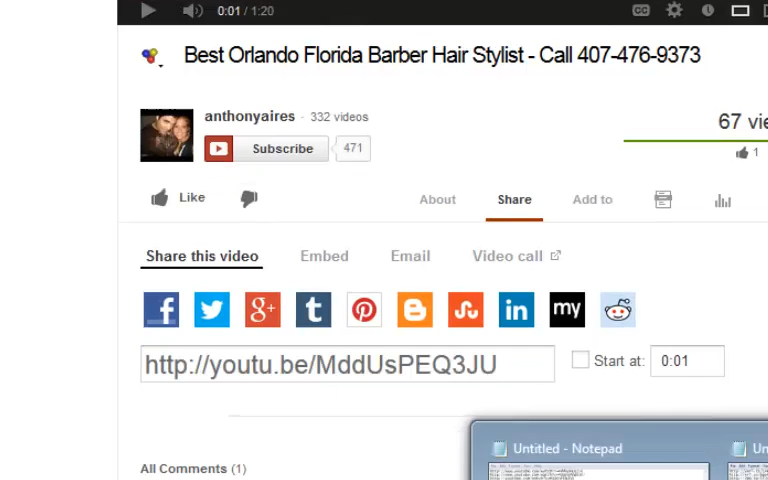 0:01 / 1:20
CC
Best Orlando Florida Barber Hair Stylist - Call 407-476-9373
anthonyaires · 332 videos
Subscribe 471
67
1
Like
About Share Add to
Share this video Embed Email Video call
f g+ t B in my
http://youtu.be/MddUsPEQ3JU Start at: 0:01
Untitled - Notepad
All Comments (1)